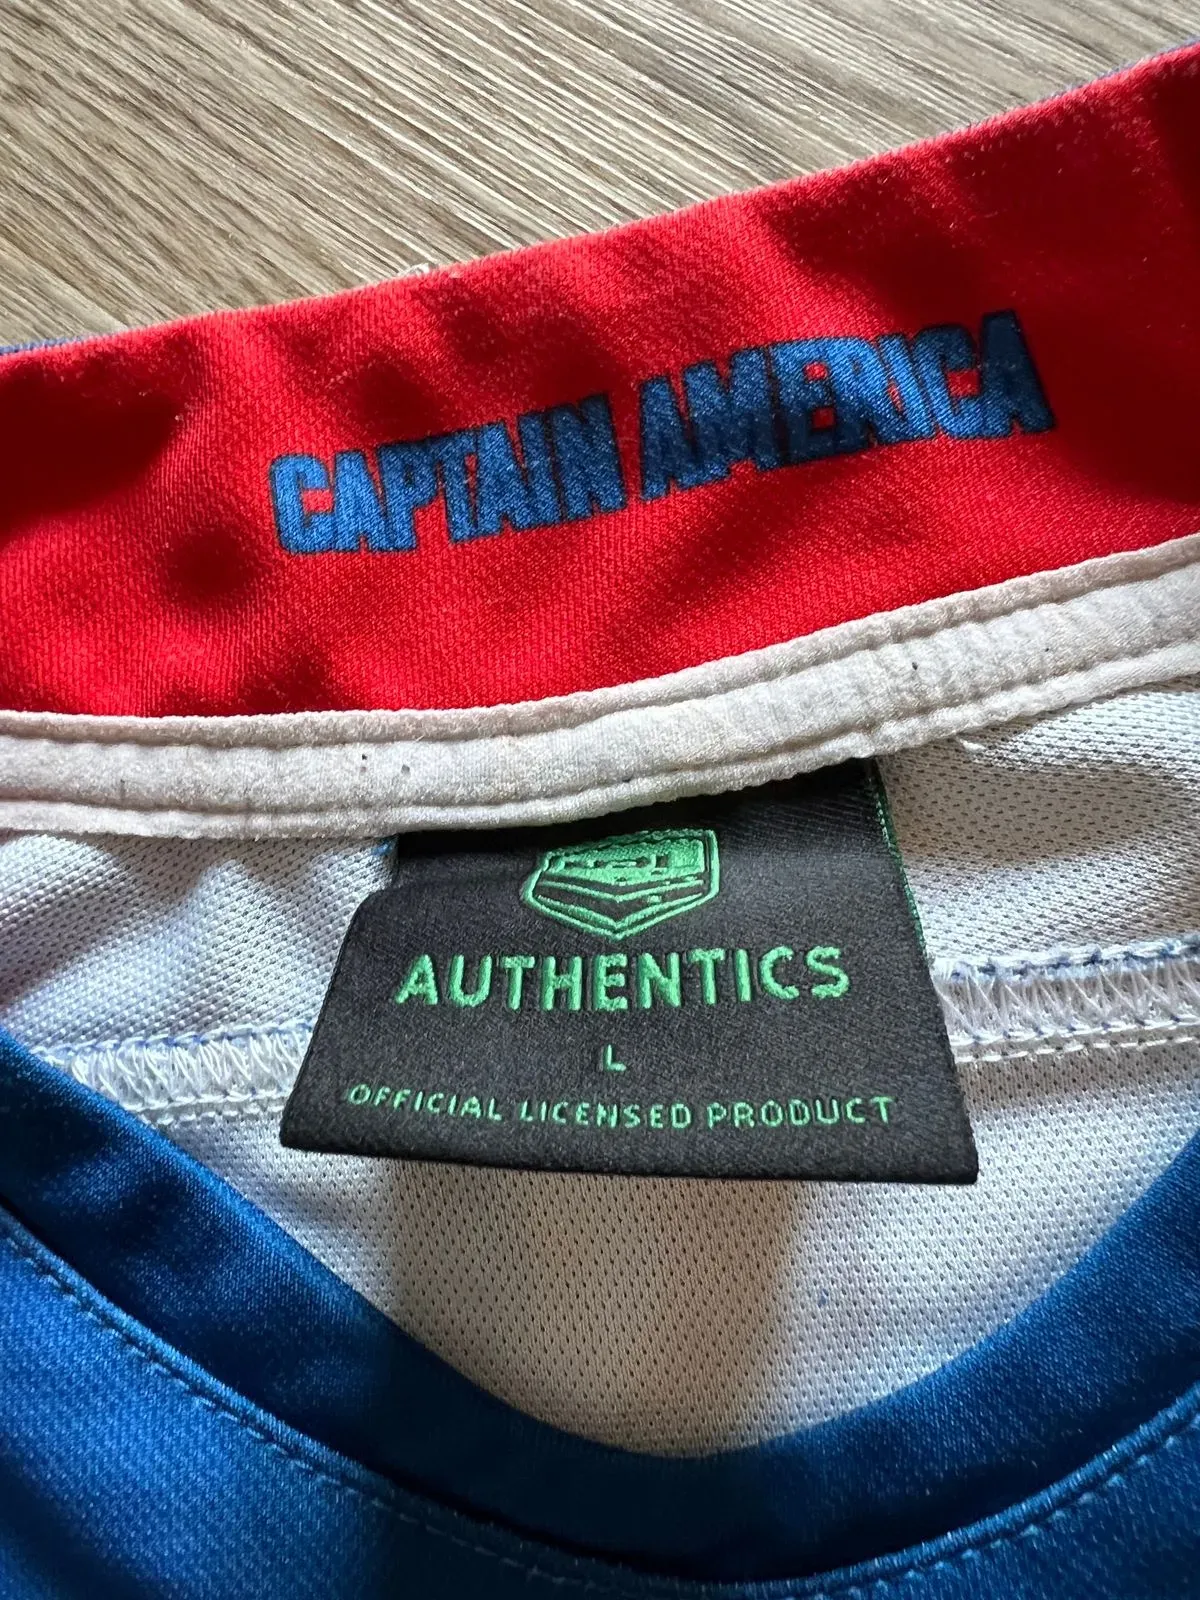 CAPTAIN AMERICA
AUTHENTICS
L
OFFICIAL LICENSED PRODUCT